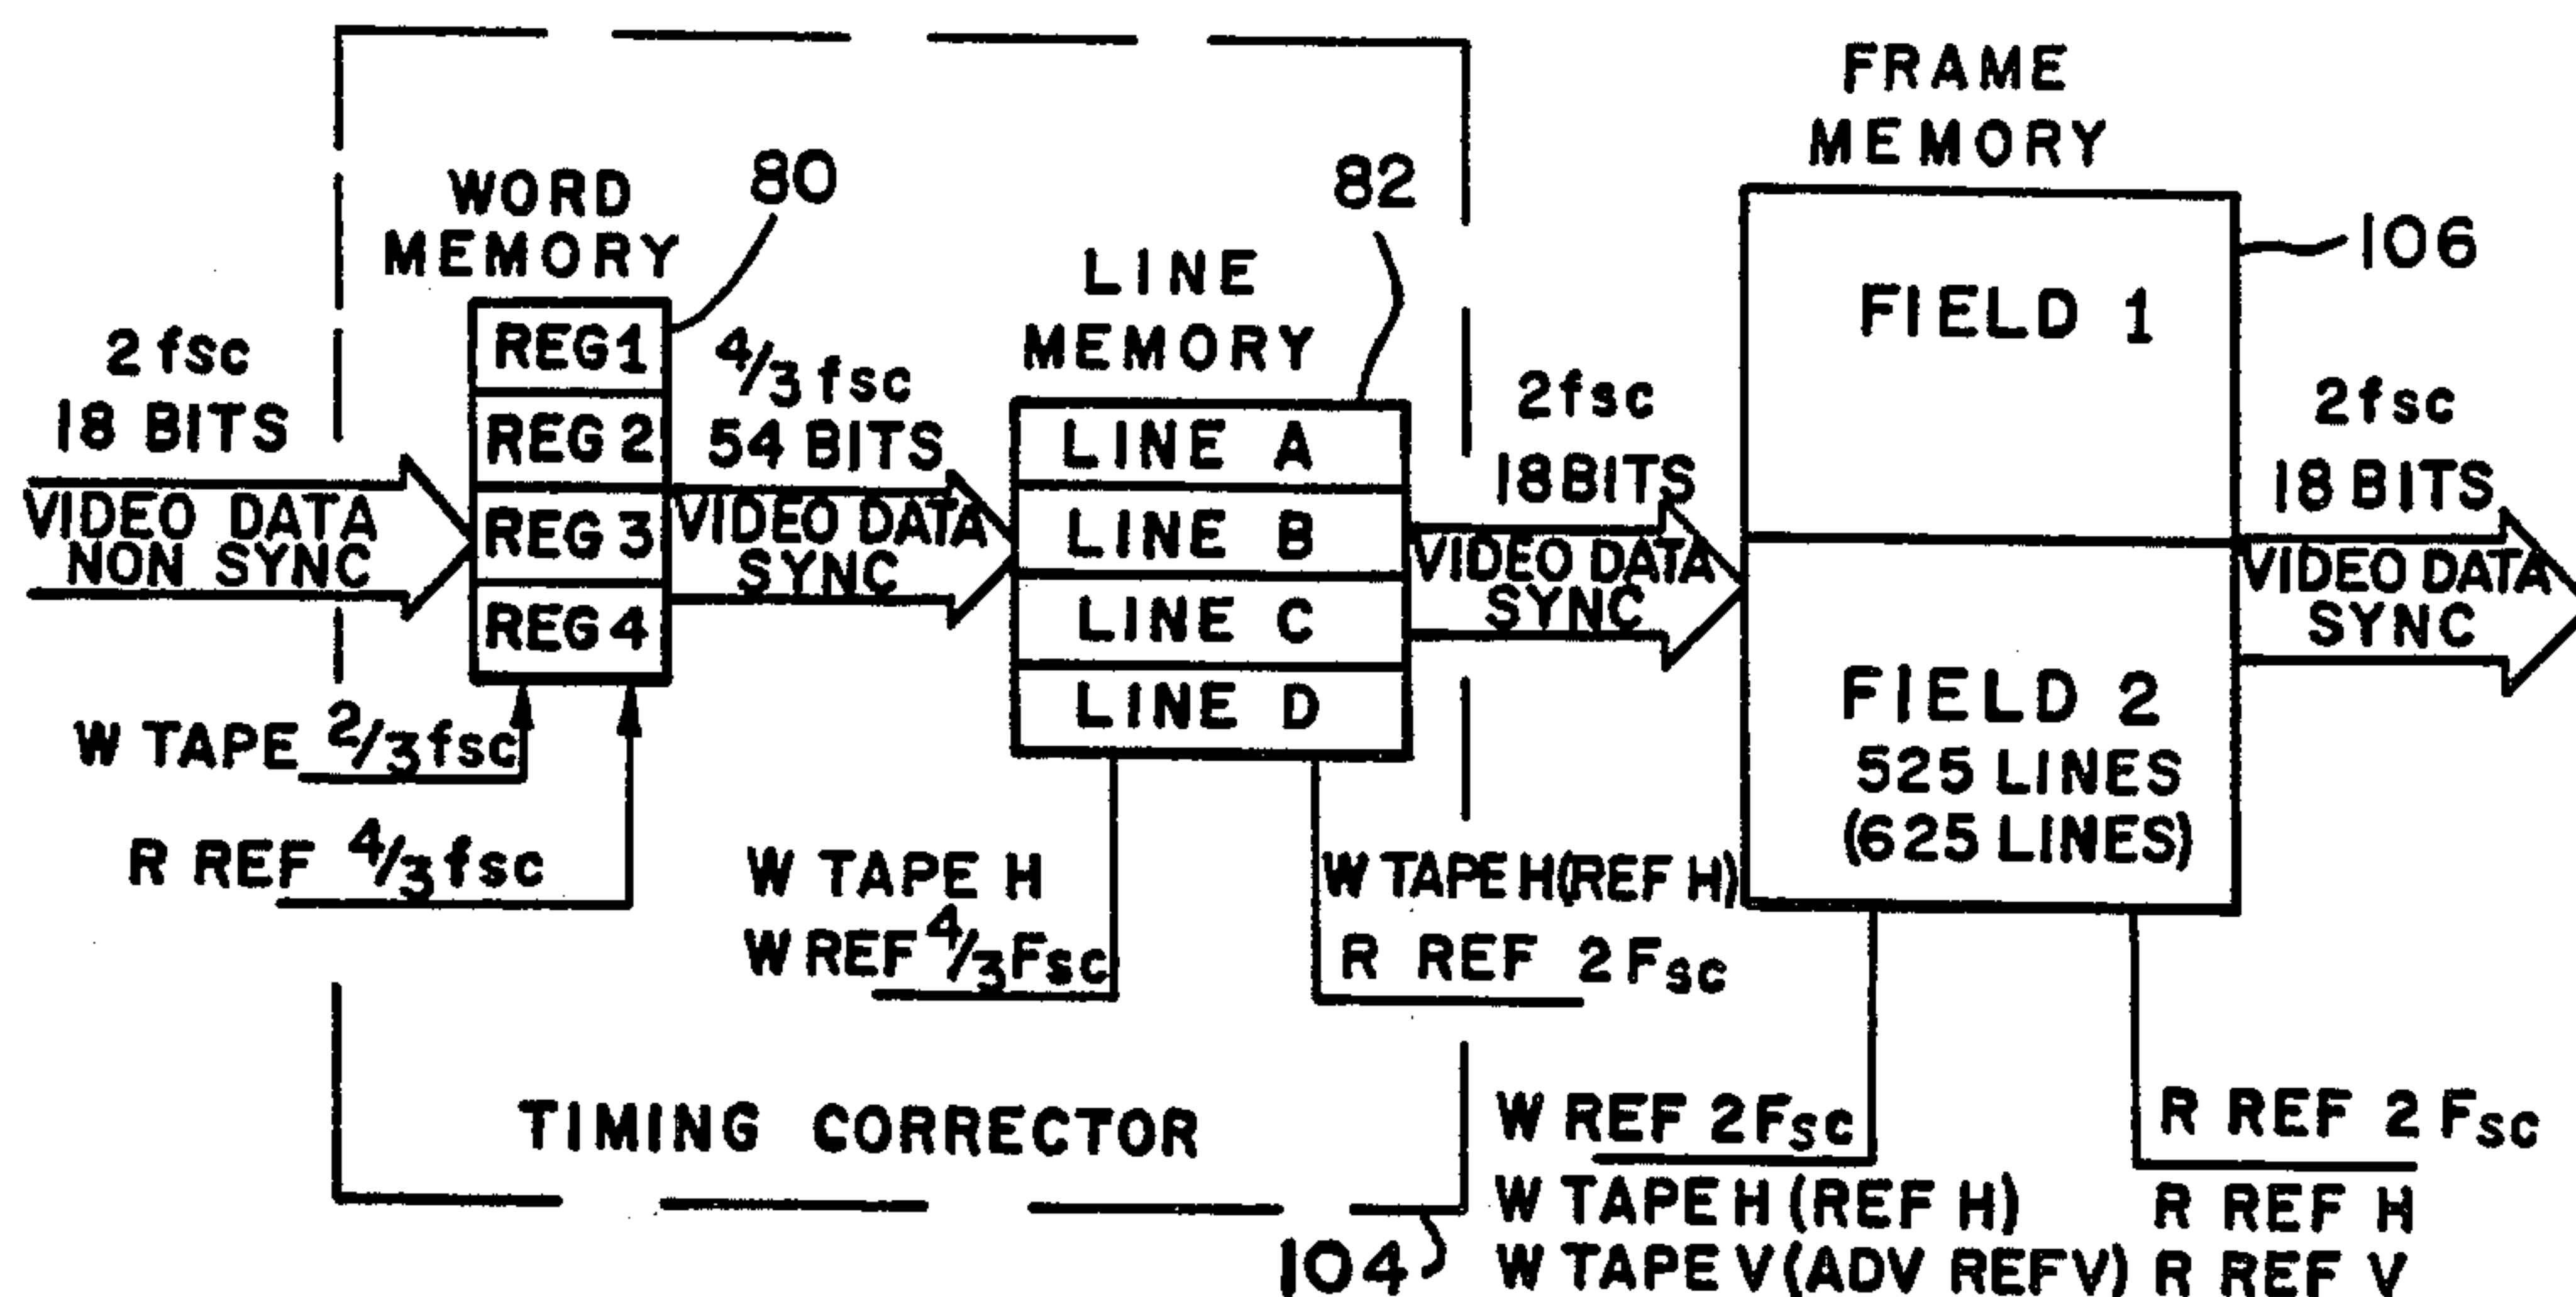 FRAME
MEMORY
WORD
MEMORY
80
82
106
LINE
MEMORY
2 fsc
18 BITS
VIDEO DATA
NON SYNC
REG1
REG 2
REG 3
REG 4
4/3 fsc
54 BITS
VIDEO DATA
SYNC
LINE A
LINE B
LINE C
LINE D
2fsc
18BITS
VIDEO DATA
SYNC
FIELD 1
FIELD 2
525 LINES
(625 LINES)
2fsc
18 BITS
VIDEO DATA
SYNC
W TAPE 2/3fsc
R REF 4/3fsc
W TAPE H
W REF 4/3Fsc
W TAPE H(REF H)
R REF 2Fsc
TIMING CORRECTOR
104
W REF 2Fsc
W TAPE H (REF H)
W TAPE V (ADV REF V)
R REF 2 Fsc
R REF H
R REF V